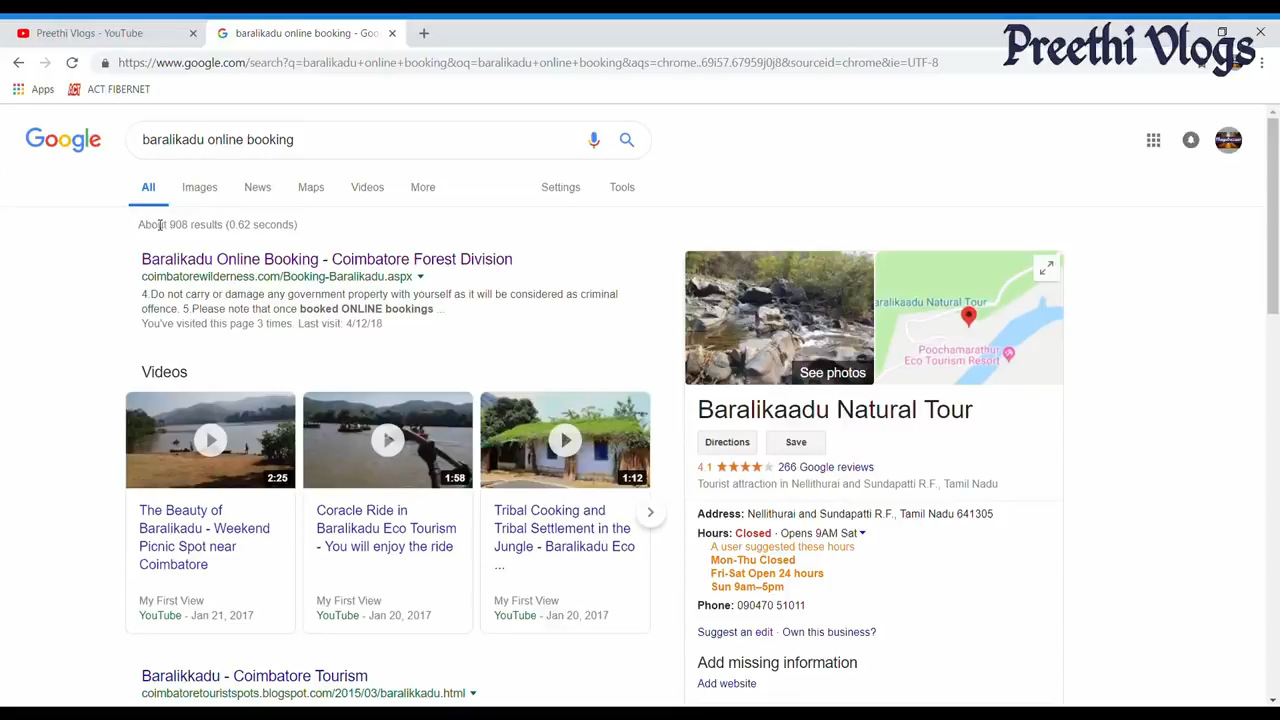 Preethi Vlogs - YouTube
baralikadu online booking - Goo
Preethi Vlogs
https://www.google.com/search?q=baralikadu+online+booking&oq=baralikadu+online+booking&aqs=chrome..69i57.67959j0j8&sourceid=chrome&ie=UTF-8
Apps
ACT FIBERNET
Google
baralikadu online booking
All
Images
News
Maps
Videos
More
Settings
Tools
About 908 results (0.62 seconds)
Baralikadu Online Booking - Coimbatore Forest Division
coimbatorewilderness.com/Booking-Baralikadu.aspx
4.Do not carry or damage any government property with yourself as it will be considered as criminal
offence. 5.Please note that once booked ONLINE bookings ...
You've visited this page 3 times. Last visit: 4/12/18
Videos
2:25
The Beauty of
Baralikadu - Weekend
Picnic Spot near
Coimbatore
My First View
YouTube - Jan 21, 2017
1:58
Coracle Ride in
Baralikadu Eco Tourism
- You will enjoy the ride
My First View
YouTube - Jan 20, 2017
1:12
Tribal Cooking and
Tribal Settlement in the
Jungle - Baralikadu Eco
...
My First View
YouTube - Jan 20, 2017
Baralikkadu - Coimbatore Tourism
coimbatoretouristspots.blogspot.com/2015/03/baralikkadu.html
See photos
aralikaadu Natural Tour
Poochamarathur
Eco Tourism Resort
Baralikaadu Natural Tour
Directions
Save
4.1
266 Google reviews
Tourist attraction in Nellithurai and Sundapatti R.F., Tamil Nadu
Address: Nellithurai and Sundapatti R.F., Tamil Nadu 641305
Hours: Closed · Opens 9AM Sat
A user suggested these hours
Mon-Thu Closed
Fri-Sat Open 24 hours
Sun 9am–5pm
Phone: 090470 51011
Suggest an edit · Own this business?
Add missing information
Add website